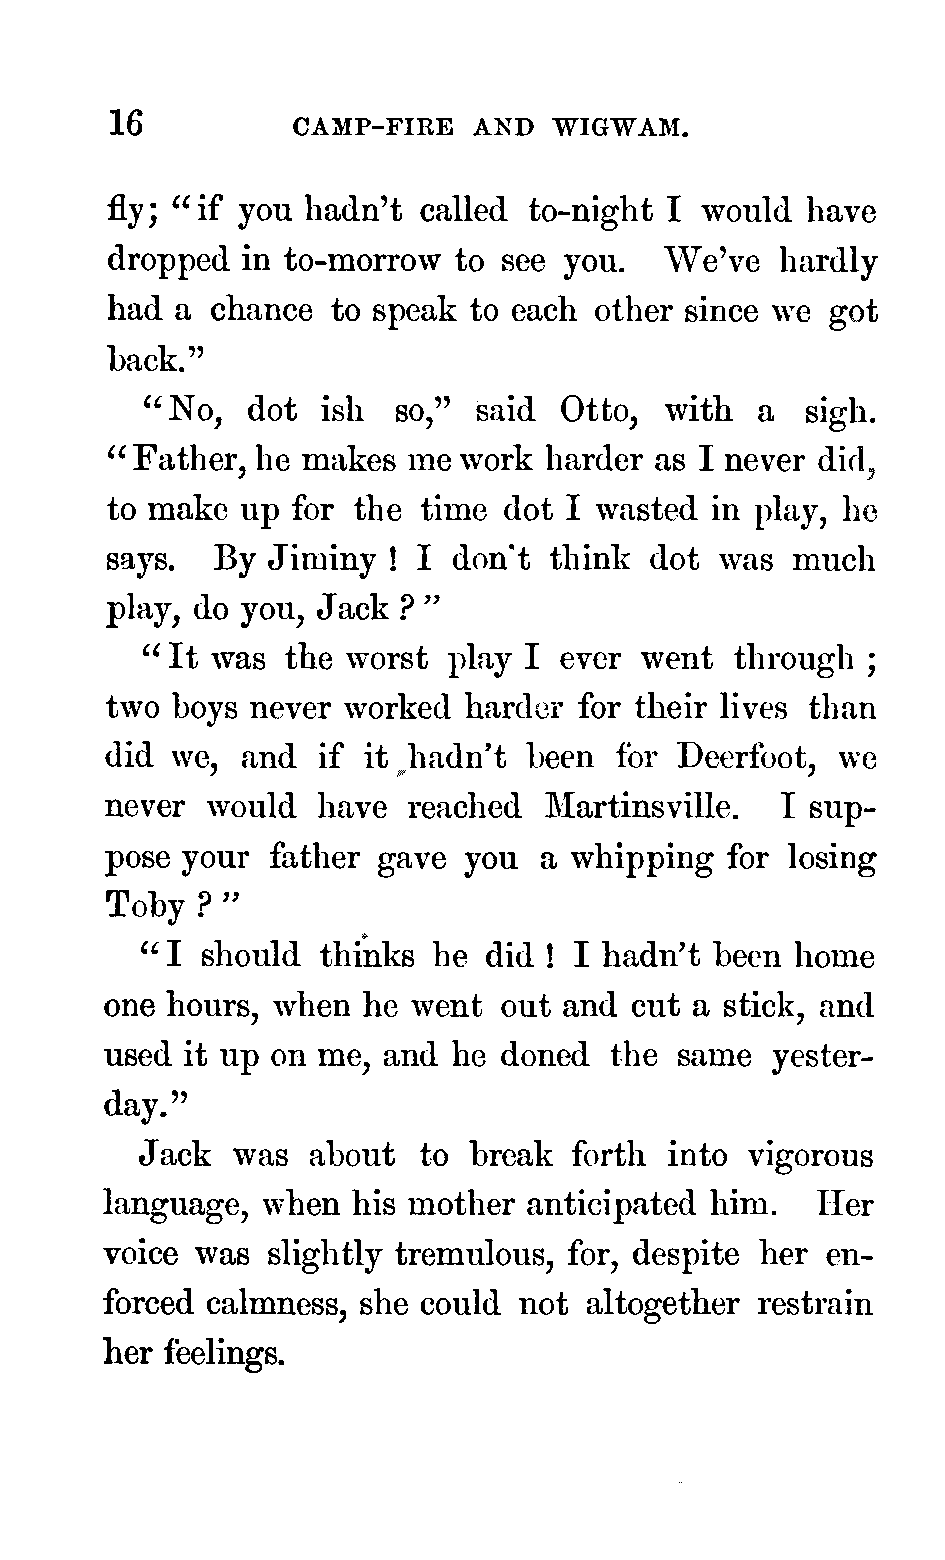 16 CAMP-FIRE AND WIGWAM.
fly; “if you hadn’t called to-night I would have
dropped in to-morrow to see you. We’ve hardly
had a chance to speak to each other since we got
back.”
“No, dot ish so,” said Otto, with a sigh.
“Father, he makes me work harder as I never did,
to make up for the time dot I wasted in play, he
says. By Jiminy ! I don't think dot was much
play, do you, Jack ? ”
“It was the worst play I ever went through ;
two boys never worked harder for their lives than
did we, and if it hadn’t been for Deerfoot, we
never would have reached Martinsville. I sup-
pose your father gave you a whipping for losing
Toby ? ”
“I should thinks he did ! I hadn’t been home
one hours, when he went out and cut a stick, and
used it up on me, and he doned the same yester-
day.”
Jack was about to break forth into vigorous
language, when his mother anticipated him. Her
voice was slightly tremulous, for, despite her en-
forced calmness, she could not altogether restrain
her feelings.